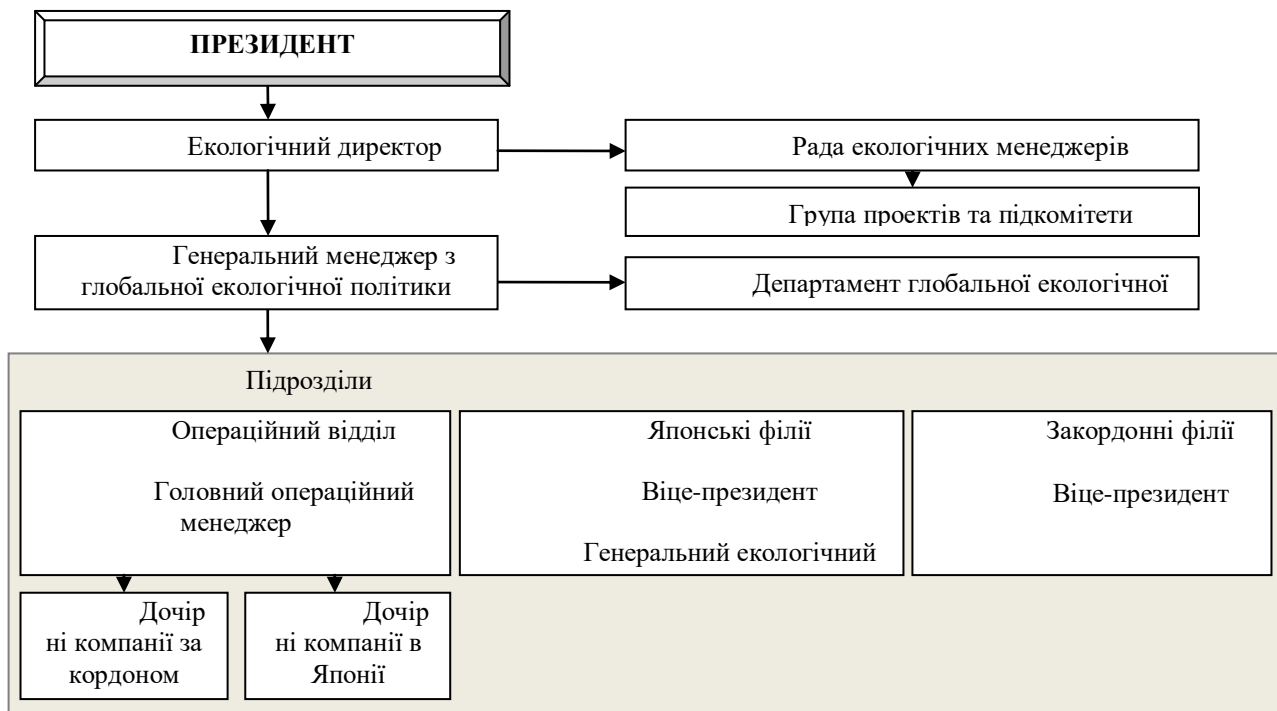 ПРЕЗИДЕНТ
Екологічний директор
Рада екологічних менеджерів
Група проектів та підкомітети
Генеральний менеджер з
глобальної екологічної політики
Департамент глобальної екологічної
Підрозділи
Операційний відділ
Головний операційний
менеджер
Японські філії
Віце-президент
Генеральний екологічний
Закордонні філії
Віце-президент
Дочір
ні компанії за
кордоном
Дочір
ні компанії в
Японії